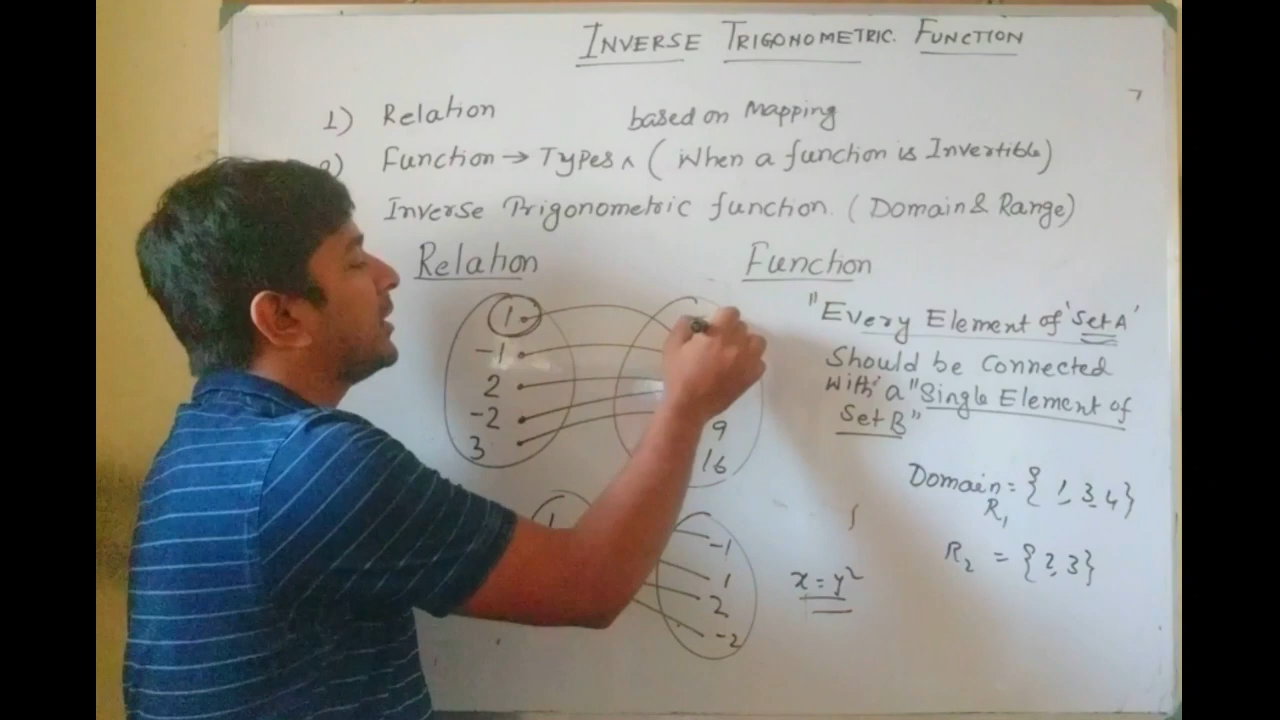 INVERSE TRIGONOMETRIC FUNCTION
1) Relation based on Mapping
2) Function → Types ^ (When a function is Invertible)
Inverse Trigonometric function. (Domain & Range)
Relation
Function
1
-1
2
-2
3
9
16
"Every Element of 'Set A'
Should be Connected
With a "Single Element of
Set B"
Domain = { 1, 3, 4}
R₁
R₂ = {2, 3}
1
-1
1
2
-2
x = y²